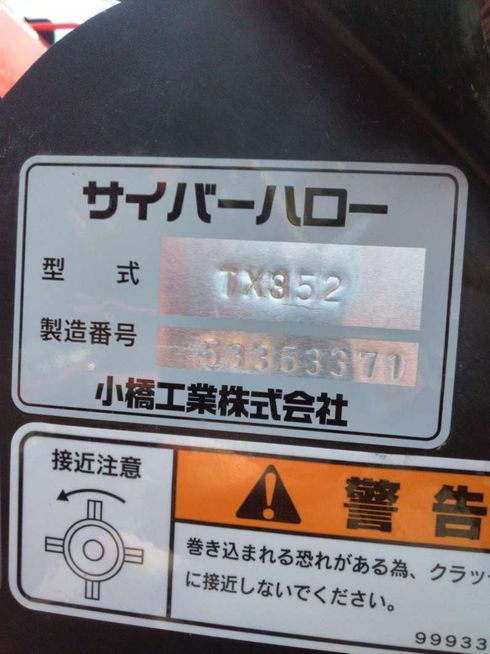 サイバーハロー
型式 TX352
製造番号 53353371
小橋工業株式会社
接近注意
警告
巻き込まれる恐れがある為、クラッ
に接近しないでください。
99933